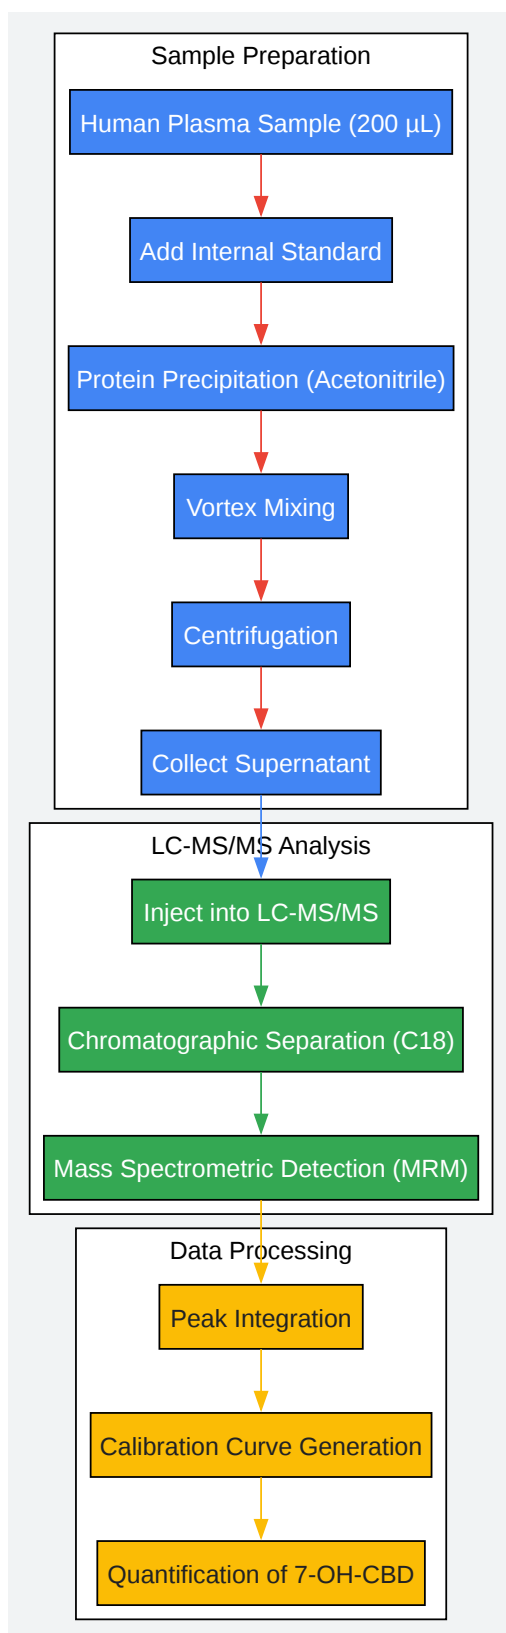 Sample Preparation
Human Plasma Sample (200 µL)
Add Internal Standard
Protein Precipitation (Acetonitrile)
Vortex Mixing
Centrifugation
Collect Supernatant
LC-MS/MS Analysis
Inject into LC-MS/MS
Chromatographic Separation (C18)
Mass Spectrometric Detection (MRM)
Data Processing
Peak Integration
Calibration Curve Generation
Quantification of 7-OH-CBD